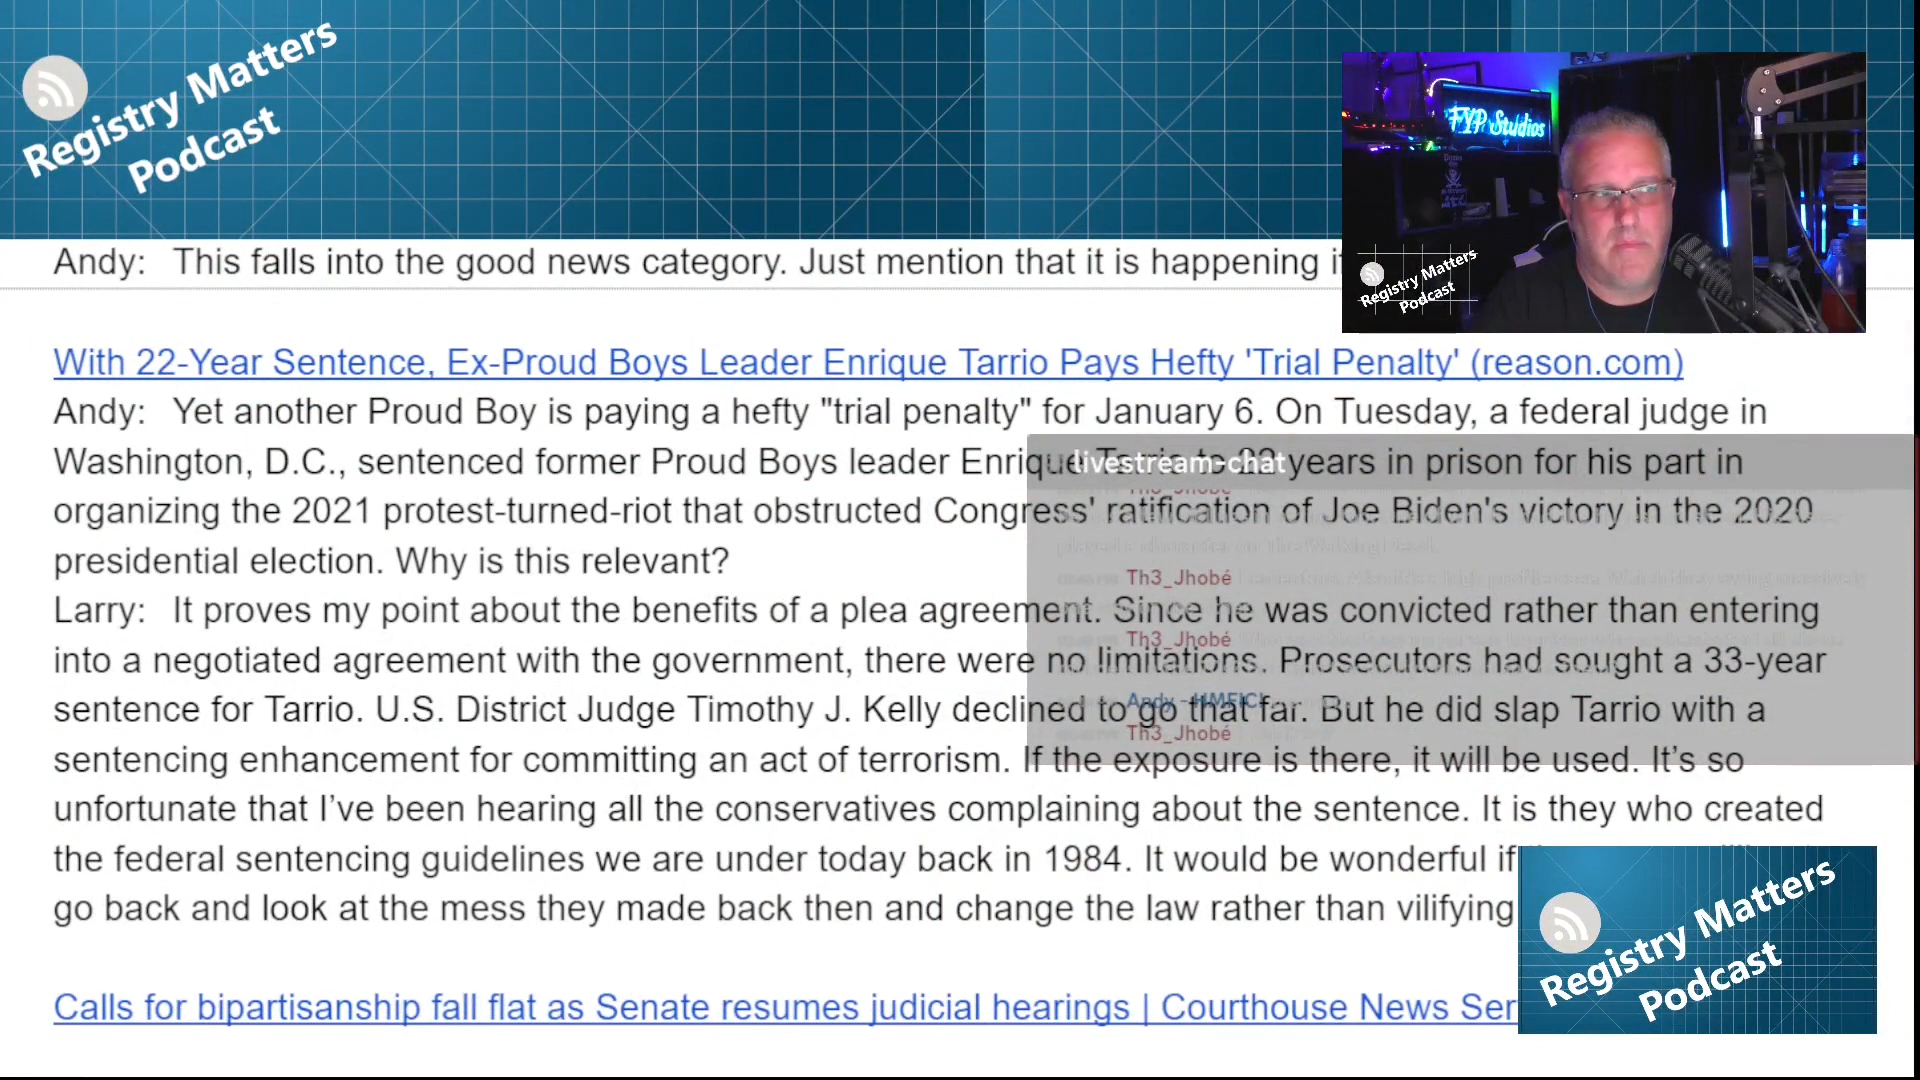 Registry Matters
Podcast
FYP Studios
Registry Matters
Podcast
Andy: This falls into the good news category. Just mention that it is happening
With 22-Year Sentence, Ex-Proud Boys Leader Enrique Tarrio Pays Hefty 'Trial Penalty' (reason.com)
Andy: Yet another Proud Boy is paying a hefty "trial penalty" for January 6. On Tuesday, a federal judge in
Washington, D.C., sentenced former Proud Boys leader Enrique Tarrio to 22 years in prison for his part in
livestream-chat
organizing the 2021 protest-turned-riot that obstructed Congress' ratification of Joe Biden's victory in the 2020
presidential election. Why is this relevant?
Th3_Jhobé
Larry: It proves my point about the benefits of a plea agreement. Since he was convicted rather than entering
Th3_Jhobé
into a negotiated agreement with the government, there were no limitations. Prosecutors had sought a 33-year
Andy - HMFIC!
sentence for Tarrio. U.S. District Judge Timothy J. Kelly declined to go that far. But he did slap Tarrio with a
Th3_Jhobé
sentencing enhancement for committing an act of terrorism. If the exposure is there, it will be used. It’s so
unfortunate that I’ve been hearing all the conservatives complaining about the sentence. It is they who created
the federal sentencing guidelines we are under today back in 1984. It would be wonderful if
go back and look at the mess they made back then and change the law rather than vilifying
Calls for bipartisanship fall flat as Senate resumes judicial hearings | Courthouse News Ser
Registry Matters
Podcast